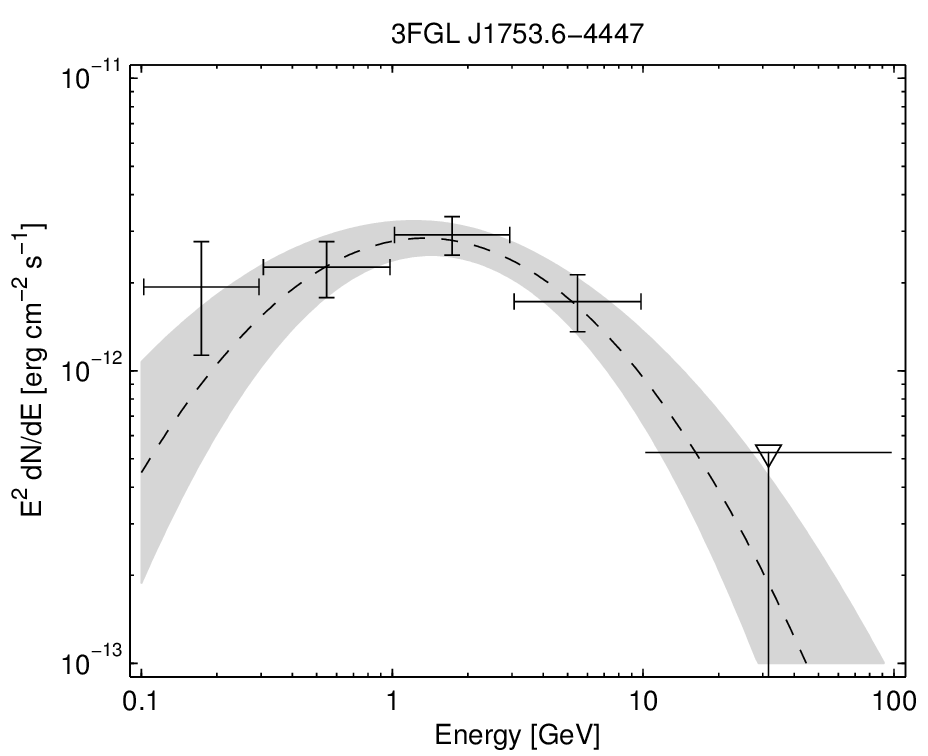 3FGL J1753.6−4447
10⁻¹¹
10⁻¹²
10⁻¹³
E² dN/dE [erg cm⁻² s⁻¹]
0.1 1 10 100
Energy [GeV]